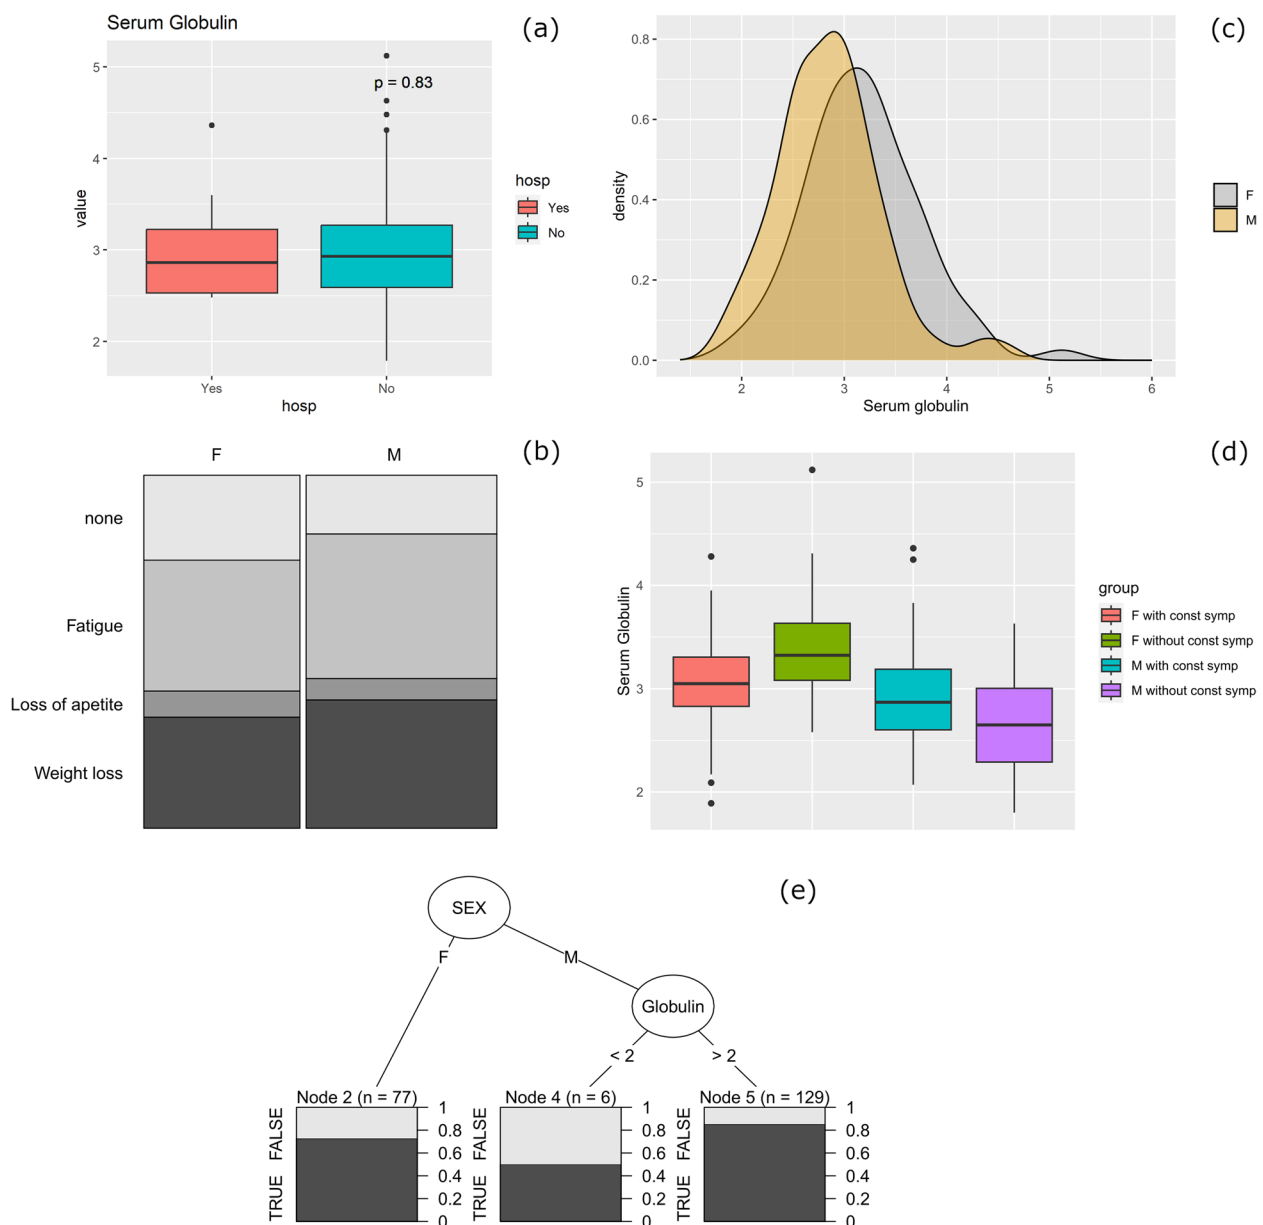 Serum Globulin
(a)
5
4
3
2
value
p = 0.83
Yes
No
hosp
hosp
Yes
No
(c)
0.8
0.6
0.4
0.2
0.0
density
2
3
4
5
6
Serum globulin
F
M
(b)
F
M
none
Fatigue
Loss of apetite
Weight loss
(d)
5
4
3
2
Serum Globulin
group
F with const symp
F without const symp
M with const symp
M without const symp
(e)
SEX
F
M
Globulin
< 2
> 2
Node 2 (n = 77)
TRUE FALSE
1
0.8
0.6
0.4
0.2
0
Node 4 (n = 6)
TRUE FALSE
1
0.8
0.6
0.4
0.2
0
Node 5 (n = 129)
TRUE FALSE
1
0.8
0.6
0.4
0.2
0